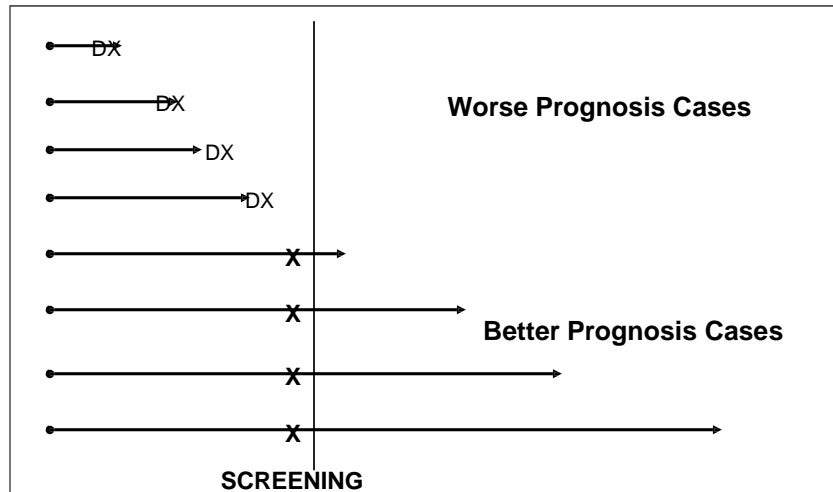 DX
DX
Worse Prognosis Cases
DX
DX
X
X
Better Prognosis Cases
X
X
SCREENING